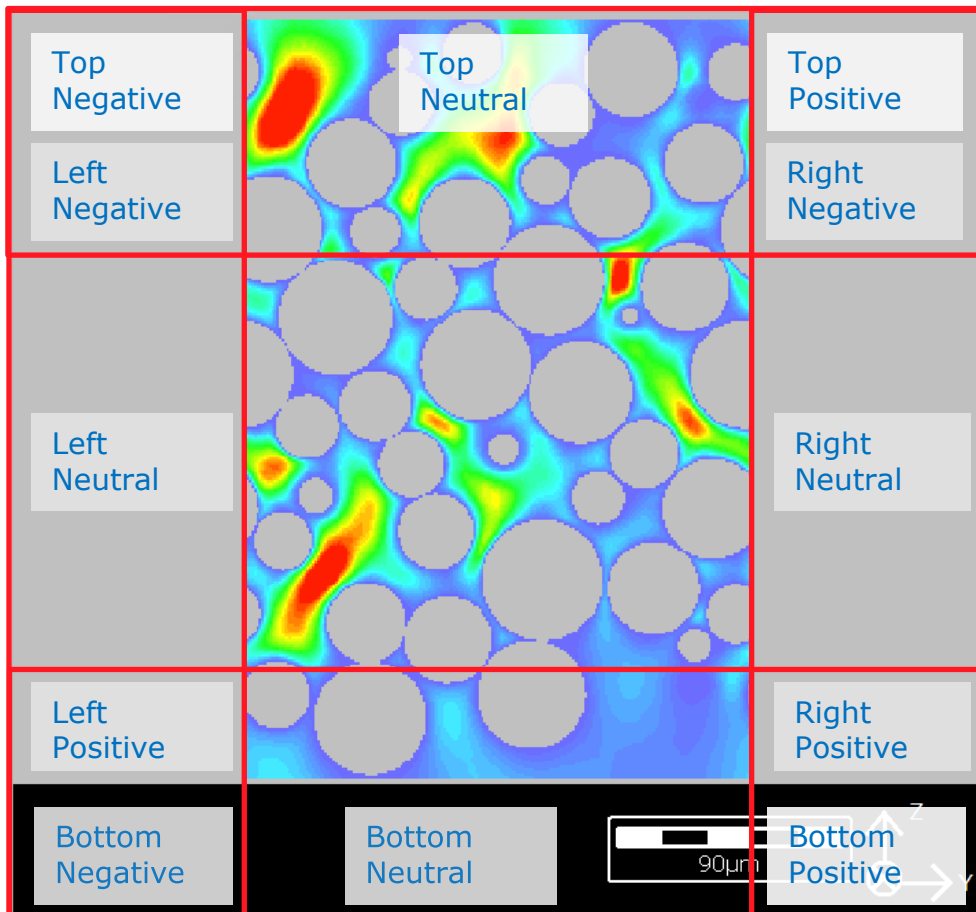 Top
Negative
Top
Neutral
Top
Positive
Left
Negative
Right
Negative
Left
Neutral
Right
Neutral
Left
Positive
Right
Positive
Bottom
Negative
Bottom
Neutral
90µm
Bottom
Positive
Z
Y